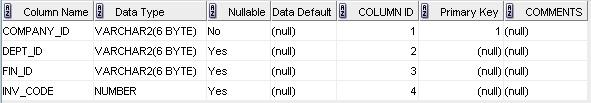 Column Name Data Type Nullable Data Default COLUMN ID Primary Key COMMENTS
COMPANY_ID VARCHAR2(6 BYTE) No (null) 1 1 (null)
DEPT_ID VARCHAR2(6 BYTE) Yes (null) 2 (null) (null)
FIN_ID VARCHAR2(6 BYTE) Yes (null) 3 (null) (null)
INV_CODE NUMBER Yes (null) 4 (null) (null)